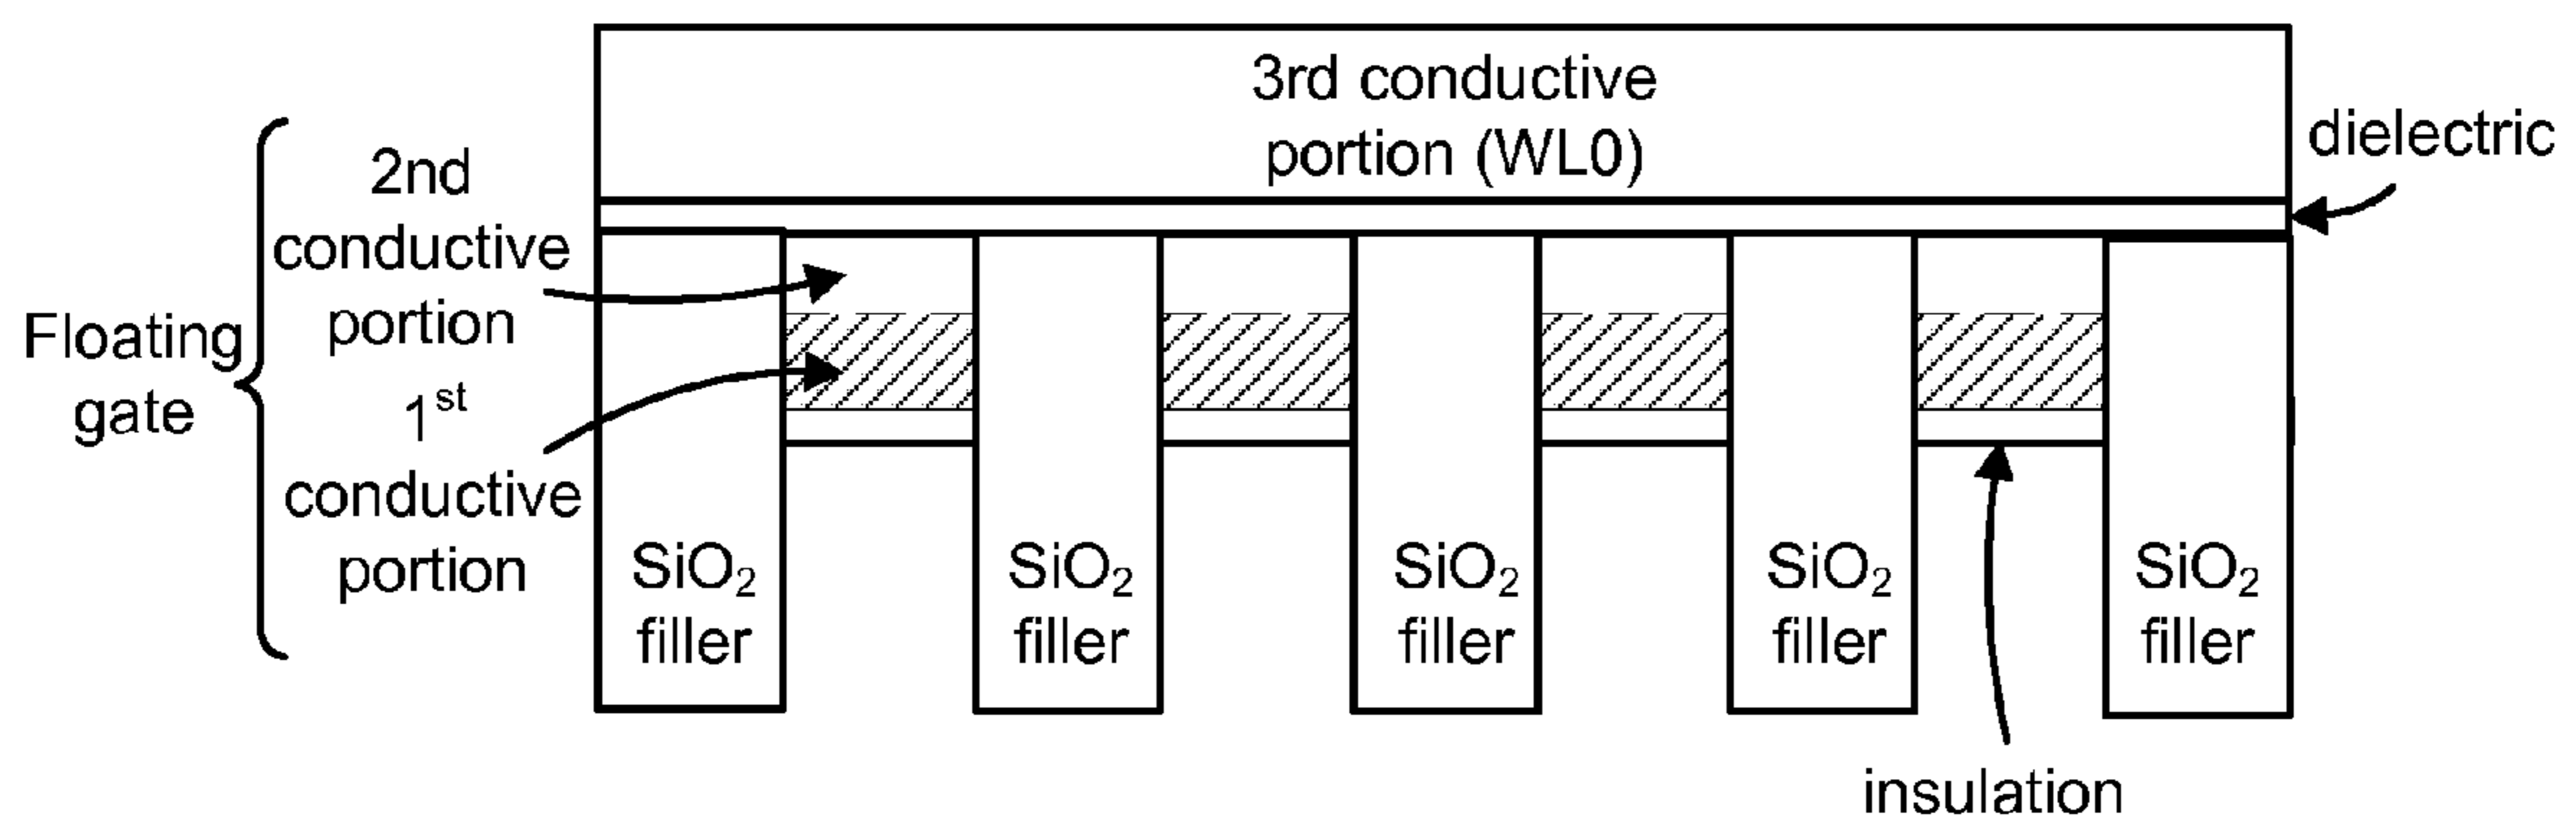 3rd conductive
portion (WL0)
dielectric
2nd
conductive
portion
Floating
gate
1st
conductive
portion
SiO2
filler
SiO2
filler
SiO2
filler
SiO2
filler
SiO2
filler
insulation